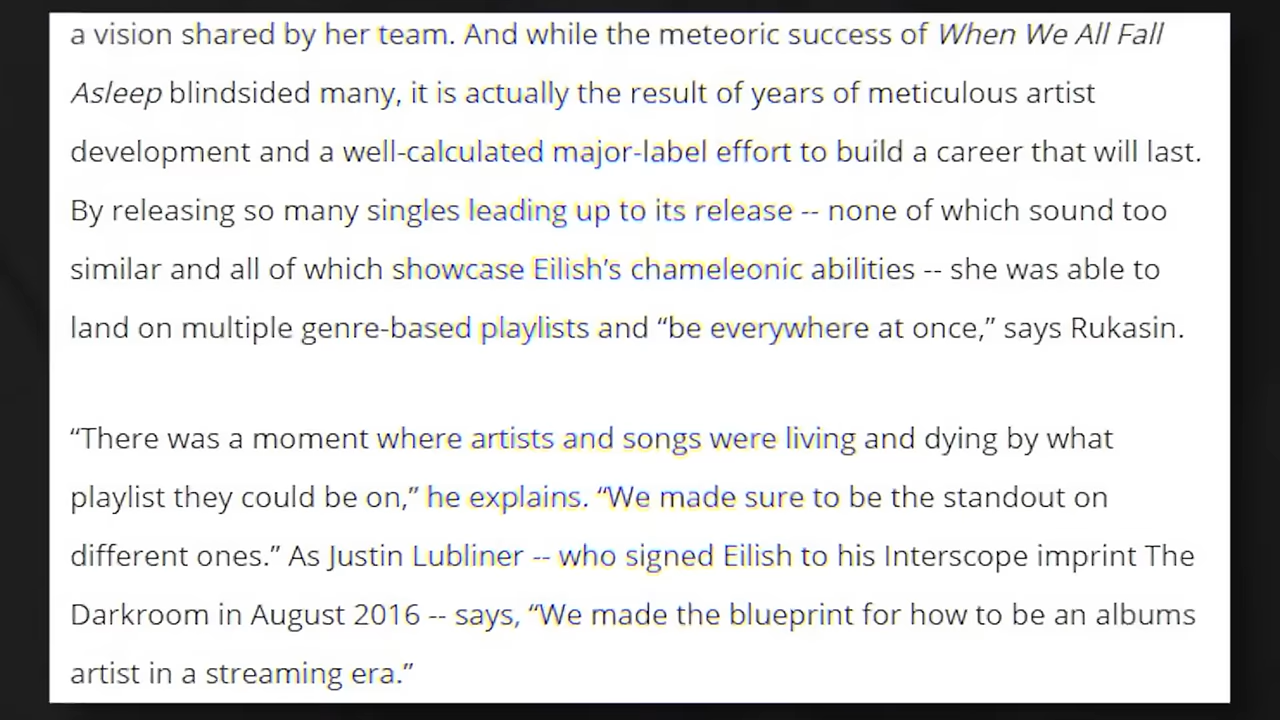 a vision shared by her team. And while the meteoric success of When We All Fall
Asleep blindsided many, it is actually the result of years of meticulous artist
development and a well-calculated major-label effort to build a career that will last.
By releasing so many singles leading up to its release -- none of which sound too
similar and all of which showcase Eilish’s chameleonic abilities -- she was able to
land on multiple genre-based playlists and “be everywhere at once,” says Rukasin.
“There was a moment where artists and songs were living and dying by what
playlist they could be on,” he explains. “We made sure to be the standout on
different ones.” As Justin Lubliner -- who signed Eilish to his Interscope imprint The
Darkroom in August 2016 -- says, “We made the blueprint for how to be an albums
artist in a streaming era.”